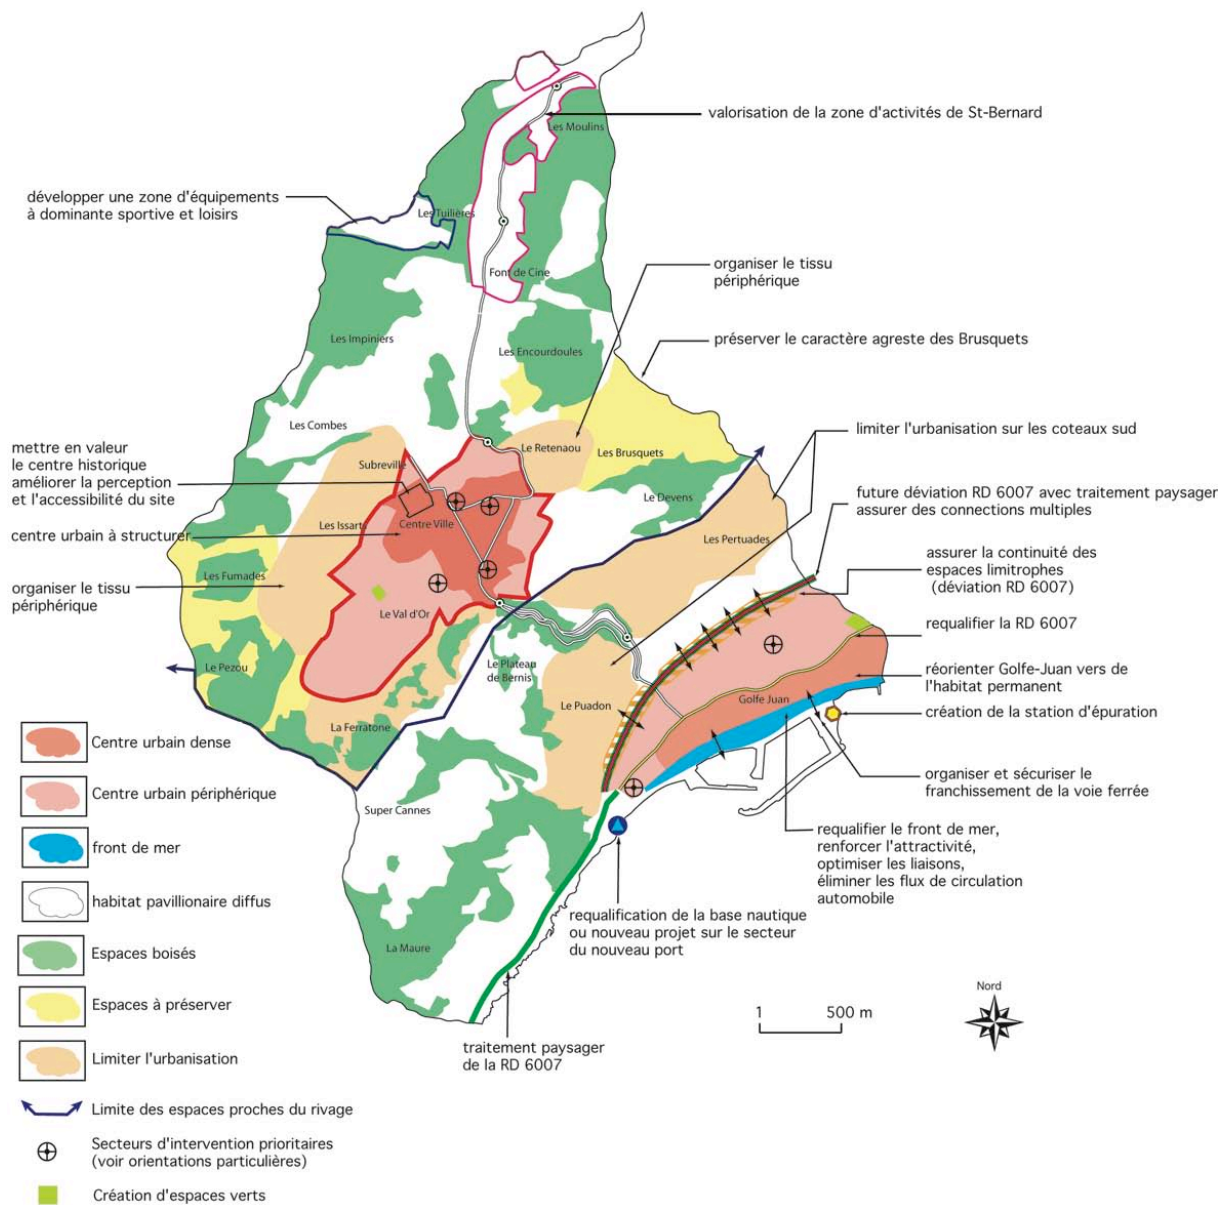 valorisation de la zone d'activités de St-Bernard
Les Moulins
développer une zone d'équipements
à dominante sportive et loisirs
Les Tuilières
Font de Cine
organiser le tissu
périphérique
Les Impiniers
Les Encourdoules
préserver le caractère agreste des Brusquets
Les Combes
mettre en valeur
le centre historique
améliorer la perception
et l'accessibilité du site
Subreville
Le Retenaou
Les Brusquets
limiter l'urbanisation sur les coteaux sud
Le Devens
future déviation RD 6007 avec traitement paysager
assurer des connections multiples
centre urbain à structurer
Les Issarts
Centre Ville
Les Pertuades
assurer la continuité des
espaces limitrophes
(déviation RD 6007)
organiser le tissu
périphérique
Les Fumades
Le Val d'Or
requalifier la RD 6007
Le Pezou
Le Plateau
de Bernis
réorienter Golfe-Juan vers de
l'habitat permanent
Le Puadon
Golfe Juan
création de la station d'épuration
La Ferratone
Centre urbain dense
organiser et sécuriser le
franchissement de la voie ferrée
Centre urbain périphérique
Super Cannes
requalifier le front de mer,
renforcer l'attractivité,
optimiser les liaisons,
éliminer les flux de circulation
automobile
front de mer
habitat pavillionaire diffus
requalification de la base nautique
ou nouveau projet sur le secteur
du nouveau port
La Maure
Espaces boisés
Espaces à préserver
Nord
1 500 m
Limiter l'urbanisation
traitement paysager
de la RD 6007
Limite des espaces proches du rivage
Secteurs d'intervention prioritaires
(voir orientations particulières)
Création d'espaces verts